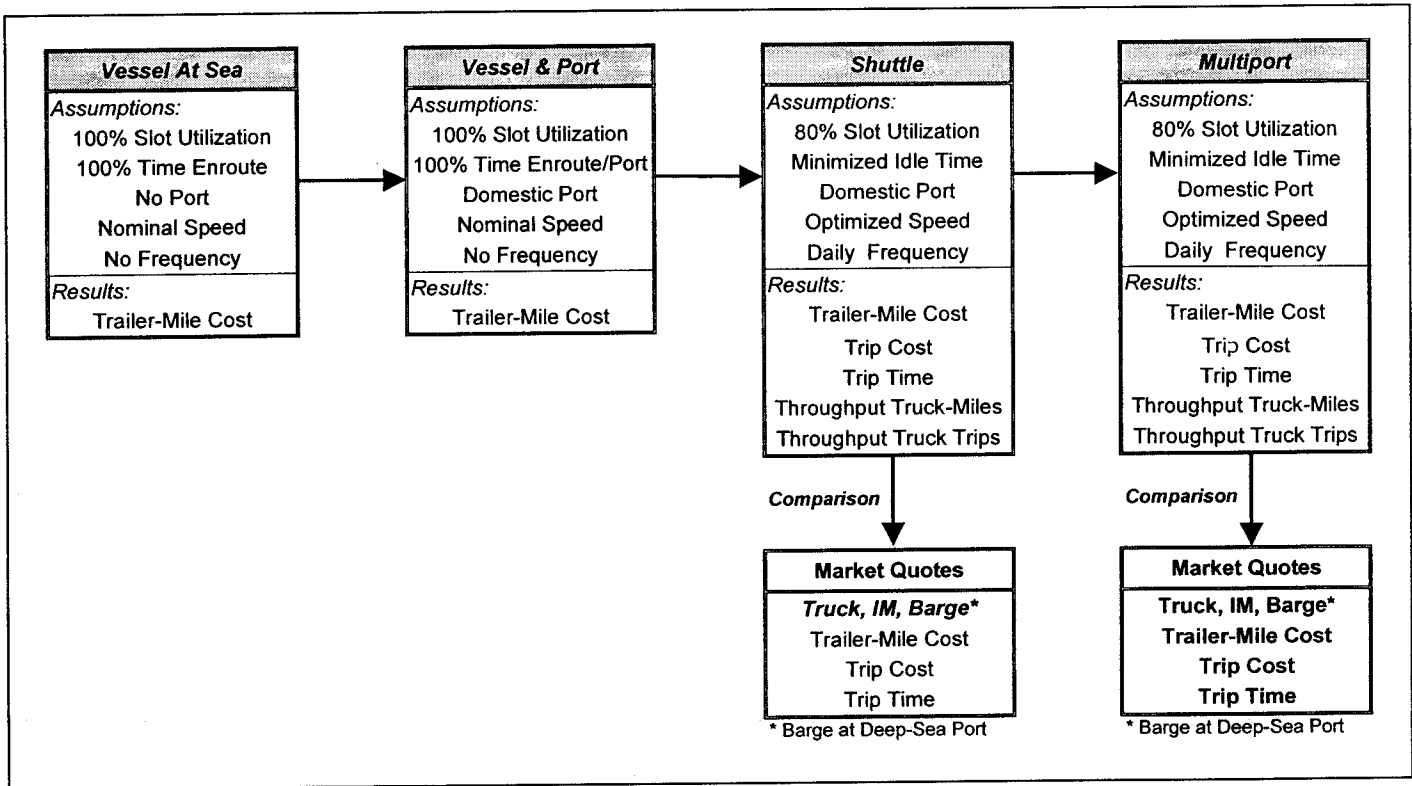 Vessel At Sea
Assumptions:
100% Slot Utilization
100% Time Enroute
No Port
Nominal Speed
No Frequency
Results:
Trailer-Mile Cost
Vessel & Port
Assumptions:
100% Slot Utilization
100% Time Enroute/Port
Domestic Port
Nominal Speed
No Frequency
Results:
Trailer-Mile Cost
Shuttle
Assumptions:
80% Slot Utilization
Minimized Idle Time
Domestic Port
Optimized Speed
Daily Frequency
Results:
Trailer-Mile Cost
Trip Cost
Trip Time
Throughput Truck-Miles
Throughput Truck Trips
Multiport
Assumptions:
80% Slot Utilization
Minimized Idle Time
Domestic Port
Optimized Speed
Daily Frequency
Results:
Trailer-Mile Cost
Trip Cost
Trip Time
Throughput Truck-Miles
Throughput Truck Trips
Comparison
Market Quotes
Truck, IM, Barge*
Trailer-Mile Cost
Trip Cost
Trip Time
* Barge at Deep-Sea Port
Comparison
Market Quotes
Truck, IM, Barge*
Trailer-Mile Cost
Trip Cost
Trip Time
* Barge at Deep-Sea Port